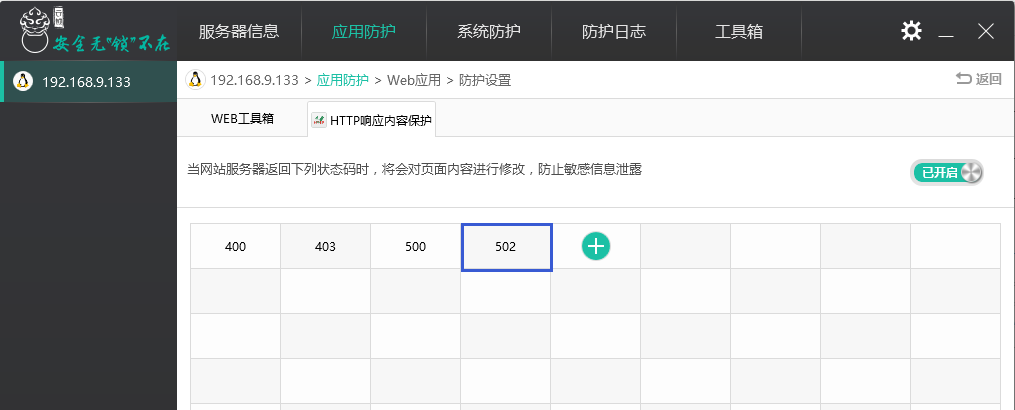 安全无"锁"不在
服务器信息 应用防护 系统防护 防护日志 工具箱
192.168.9.133
192.168.9.133 > 应用防护 > Web应用 > 防护设置 返回
WEB工具箱 HTTP响应内容保护
当网站服务器返回下列状态码时，将会对页面内容进行修改，防止敏感信息泄露 已开启
400 403 500 502